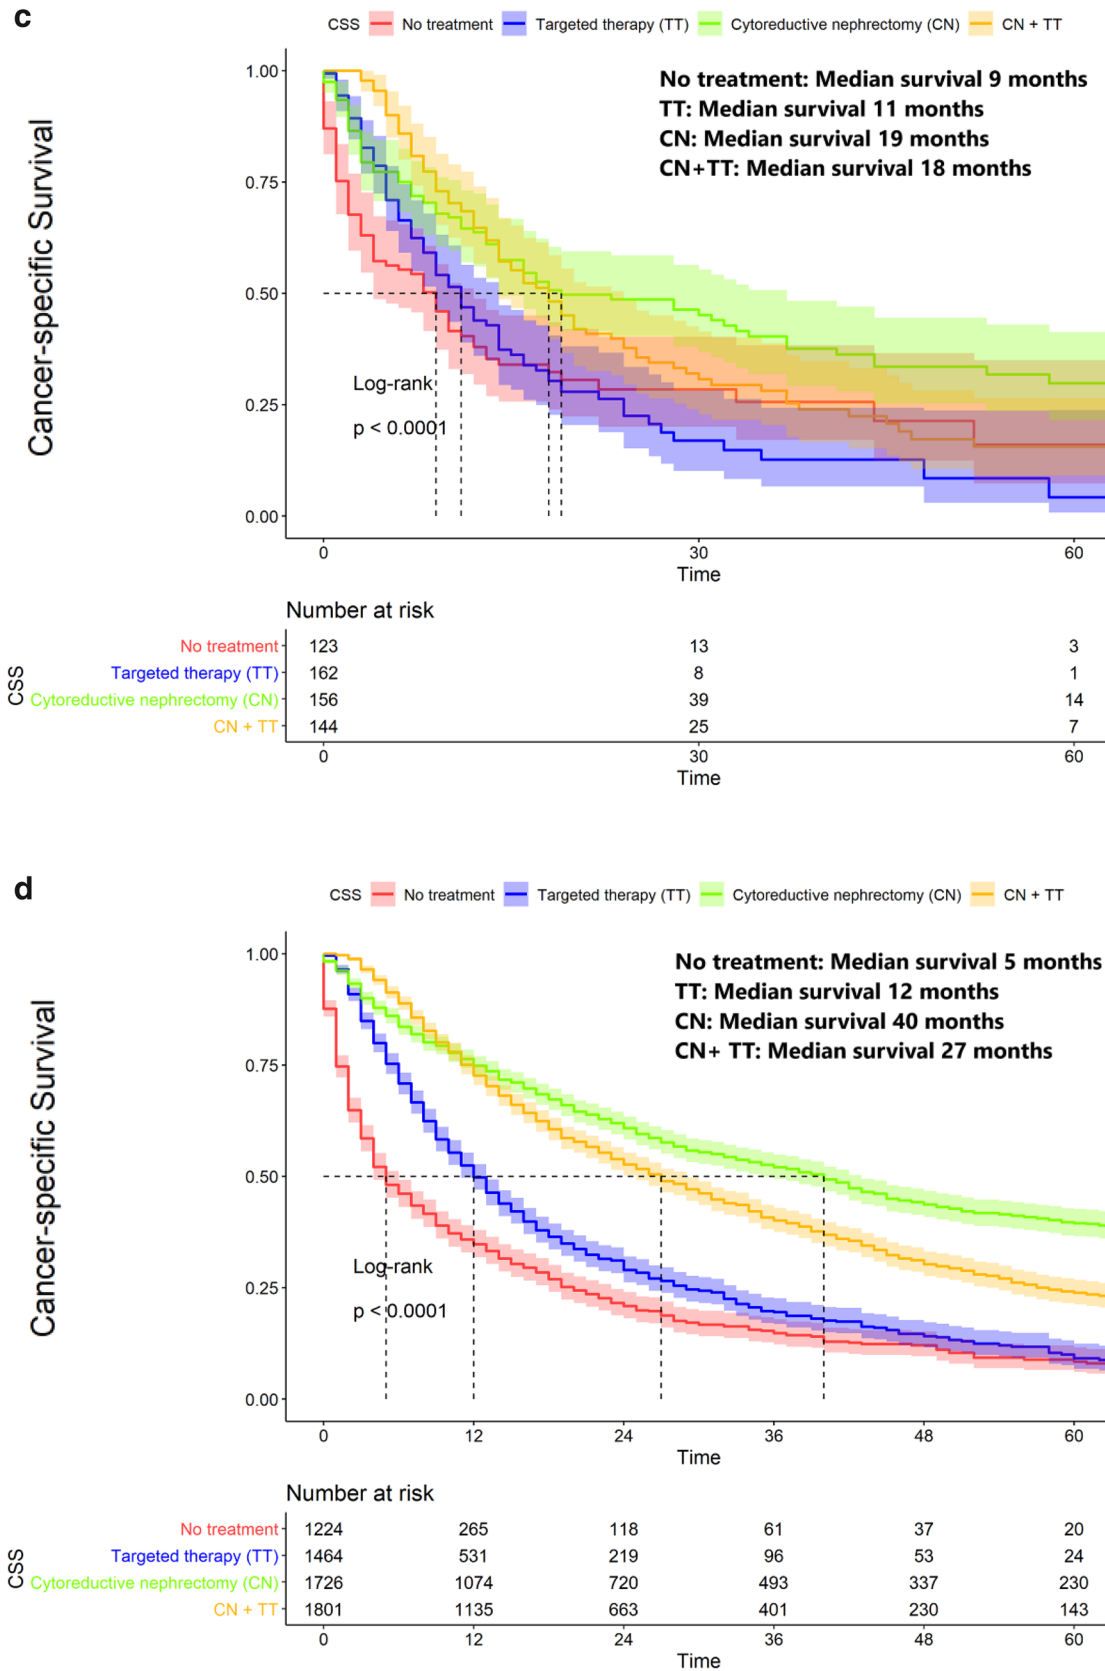 c
CSS No treatment Targeted therapy (TT) Cytoreductive nephrectomy (CN) CN + TT
No treatment: Median survival 9 months
TT: Median survival 11 months
CN: Median survival 19 months
CN+TT: Median survival 18 months
Cancer-specific Survival
1.00
0.75
0.50
0.25
0.00
Log-rank
p < 0.0001
0 30 60
Time
Number at risk
CSS
No treatment 123 13 3
Targeted therapy (TT) 162 8 1
Cytoreductive nephrectomy (CN) 156 39 14
CN + TT 144 25 7
0 30 60
Time
d
CSS No treatment Targeted therapy (TT) Cytoreductive nephrectomy (CN) CN + TT
No treatment: Median survival 5 months
TT: Median survival 12 months
CN: Median survival 40 months
CN+ TT: Median survival 27 months
Cancer-specific Survival
1.00
0.75
0.50
0.25
0.00
Log-rank
p < 0.0001
0 12 24 36 48 60
Time
Number at risk
CSS
No treatment 1224 265 118 61 37 20
Targeted therapy (TT) 1464 531 219 96 53 24
Cytoreductive nephrectomy (CN) 1726 1074 720 493 337 230
CN + TT 1801 1135 663 401 230 143
0 12 24 36 48 60
Time